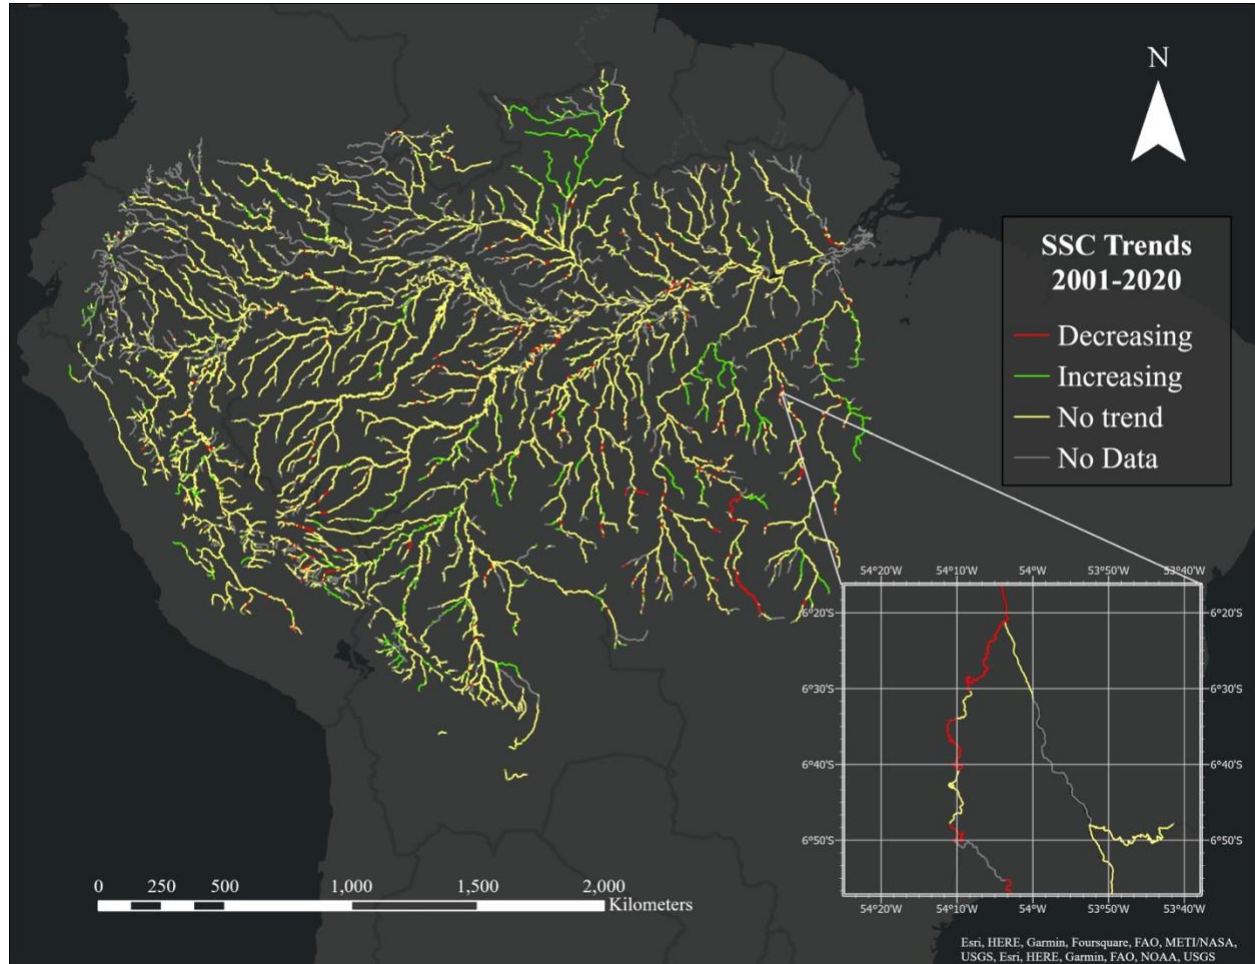 N
SSC Trends
2001-2020
Decreasing
Increasing
No trend
No Data
54°20'W 54°10'W 54°W 53°50'W 53°40'W
6°20'S 6°20'S
6°30'S 6°30'S
6°40'S 6°40'S
6°50'S 6°50'S
54°20'W 54°10'W 54°W 53°50'W 53°40'W
0 250 500 1,000 1,500 2,000
Kilometers
Esri, HERE, Garmin, Foursquare, FAO, METI/NASA,
USGS, Esri, HERE, Garmin, FAO, NOAA, USGS